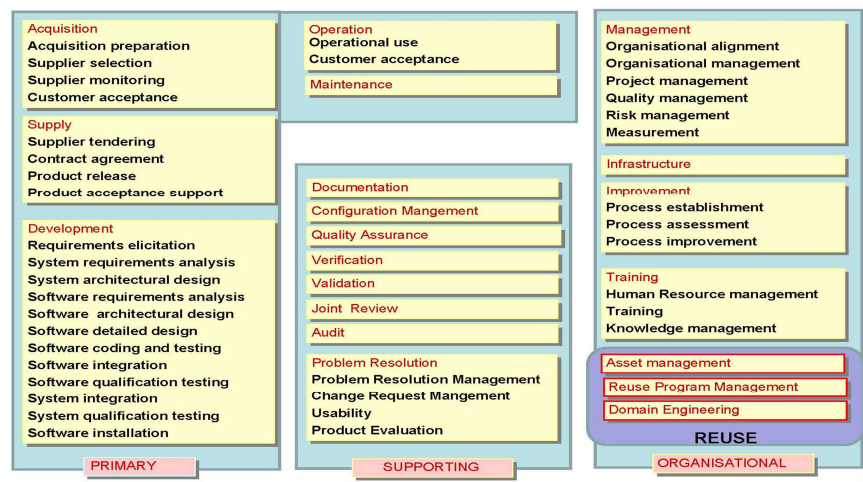 Acquisition
Acquisition preparation
Supplier selection
Supplier monitoring
Customer acceptance
Supply
Supplier tendering
Contract agreement
Product release
Product acceptance support
Development
Requirements elicitation
System requirements analysis
System architectural design
Software requirements analysis
Software architectural design
Software detailed design
Software coding and testing
Software integration
Software qualification testing
System integration
System qualification testing
Software installation
PRIMARY
Operation
Operational use
Customer acceptance
Maintenance
Documentation
Configuration Mangement
Quality Assurance
Verification
Validation
Joint Review
Audit
Problem Resolution
Problem Resolution Management
Change Request Mangement
Usability
Product Evaluation
SUPPORTING
Management
Organisational alignment
Organisational management
Project management
Quality management
Risk management
Measurement
Infrastructure
Improvement
Process establishment
Process assessment
Process improvement
Training
Human Resource management
Training
Knowledge management
Asset management
Reuse Program Management
Domain Engineering
REUSE
ORGANISATIONAL